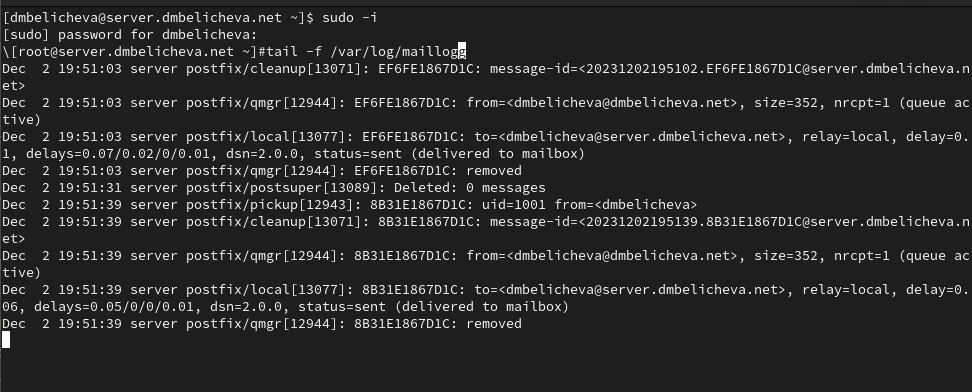 [dmbelicheva@server.dmbelicheva.net ~]$ sudo -i
[sudo] password for dmbelicheva:
\[root@server.dmbelicheva.net ~]#tail -f /var/log/maillogg
Dec  2 19:51:03 server postfix/cleanup[13071]: EF6FE1867D1C: message-id=<20231202195102.EF6FE1867D1C@server.dmbelicheva.n
et>
Dec  2 19:51:03 server postfix/qmgr[12944]: EF6FE1867D1C: from=<dmbelicheva@dmbelicheva.net>, size=352, nrcpt=1 (queue ac
tive)
Dec  2 19:51:03 server postfix/local[13077]: EF6FE1867D1C: to=<dmbelicheva@server.dmbelicheva.net>, relay=local, delay=0.
1, delays=0.07/0.02/0/0.01, dsn=2.0.0, status=sent (delivered to mailbox)
Dec  2 19:51:03 server postfix/qmgr[12944]: EF6FE1867D1C: removed
Dec  2 19:51:31 server postfix/postsuper[13089]: Deleted: 0 messages
Dec  2 19:51:39 server postfix/pickup[12943]: 8B31E1867D1C: uid=1001 from=<dmbelicheva>
Dec  2 19:51:39 server postfix/cleanup[13071]: 8B31E1867D1C: message-id=<20231202195139.8B31E1867D1C@server.dmbelicheva.n
et>
Dec  2 19:51:39 server postfix/qmgr[12944]: 8B31E1867D1C: from=<dmbelicheva@dmbelicheva.net>, size=352, nrcpt=1 (queue ac
tive)
Dec  2 19:51:39 server postfix/local[13077]: 8B31E1867D1C: to=<dmbelicheva@server.dmbelicheva.net>, relay=local, delay=0.
06, delays=0.05/0/0/0.01, dsn=2.0.0, status=sent (delivered to mailbox)
Dec  2 19:51:39 server postfix/qmgr[12944]: 8B31E1867D1C: removed